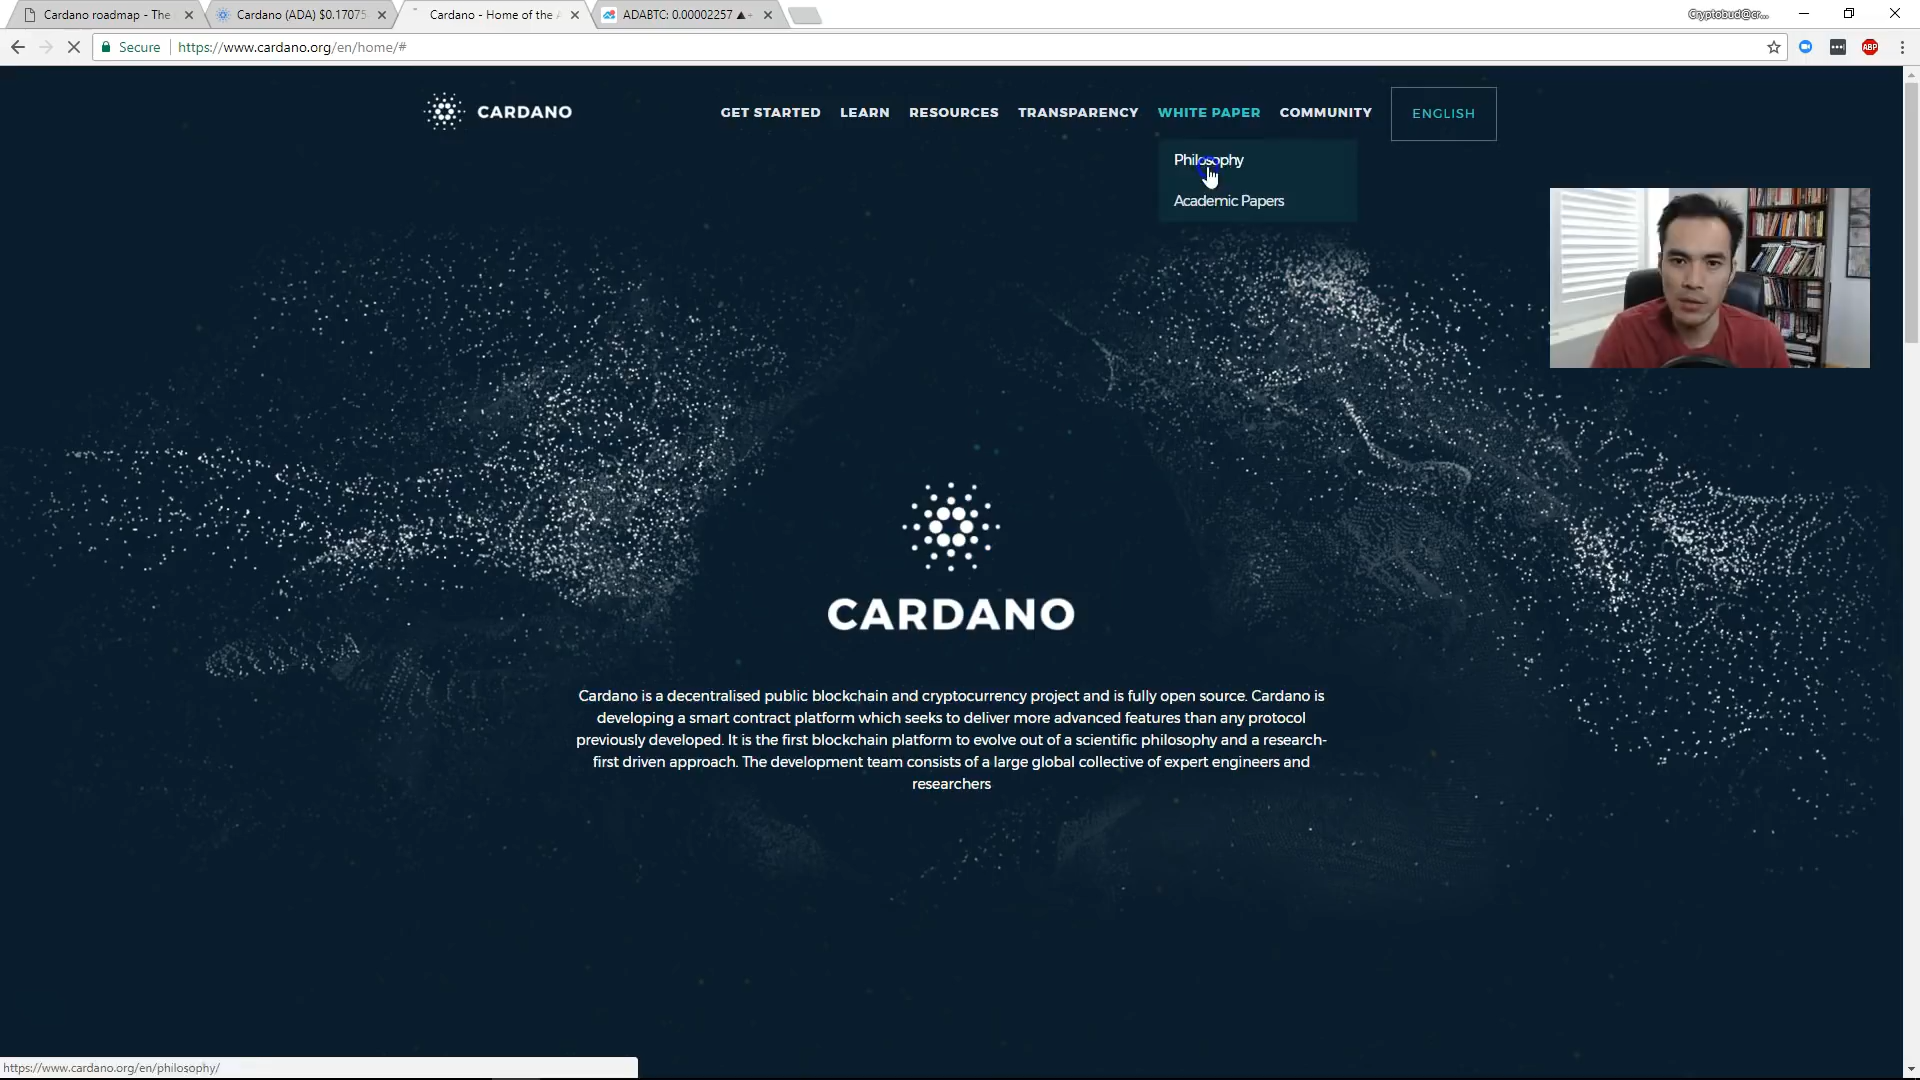 Cardano roadmap - The
Cardano (ADA) $0.17075
Cardano - Home of the A
ADABTC: 0.00002257 ▲+
Cryptobud@cr...
Secure
https://www.cardano.org/en/home/#
ABP
CARDANO
GET STARTED
LEARN
RESOURCES
TRANSPARENCY
WHITE PAPER
COMMUNITY
ENGLISH
Philosophy
Academic Papers
CARDANO
Cardano is a decentralised public blockchain and cryptocurrency project and is fully open source. Cardano is
developing a smart contract platform which seeks to deliver more advanced features than any protocol
previously developed. It is the first blockchain platform to evolve out of a scientific philosophy and a research-
first driven approach. The development team consists of a large global collective of expert engineers and
researchers
https://www.cardano.org/en/philosophy/